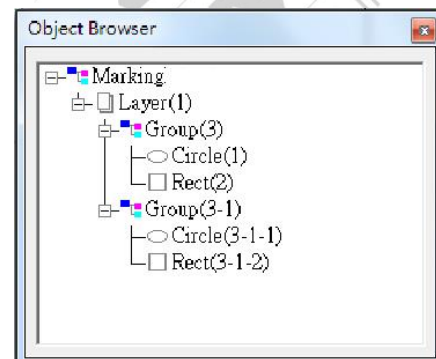 Object Browser
Marking
Layer(1)
Group(3)
Circle(1)
Rect(2)
Group(3-1)
Circle(3-1-1)
Rect(3-1-2)